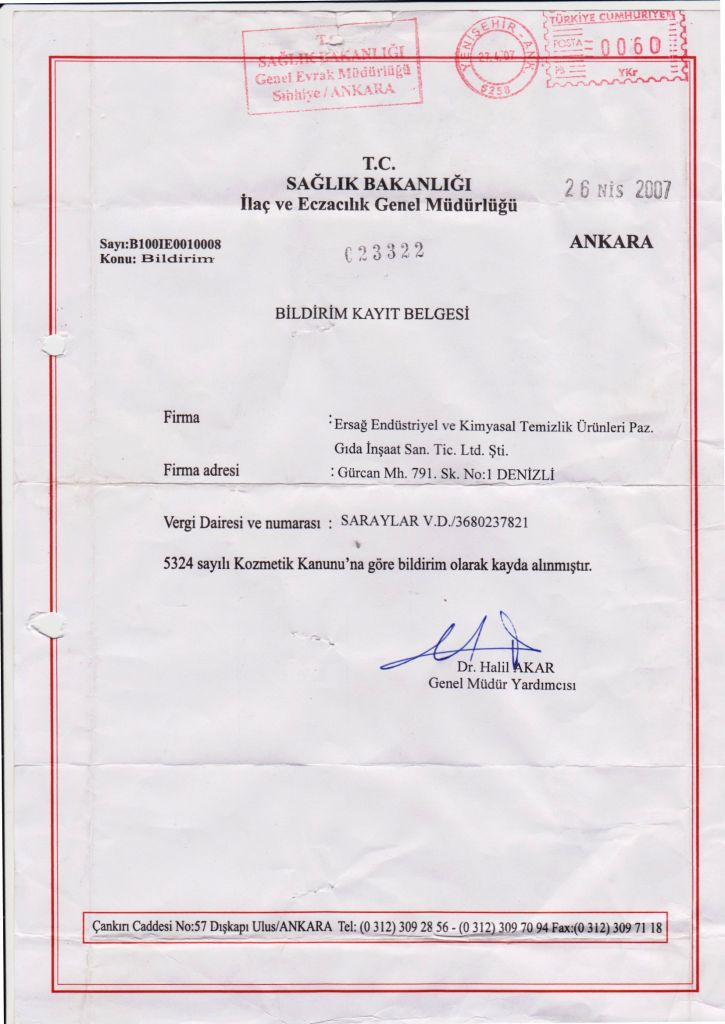 T.C.
SAĞLIK BAKANLIĞI
Genel Evrak Müdürlüğü
Sıhhiye / ANKARA
YENİŞEHİR - ANK.
27.4.07
6258
TÜRKİYE CUMHURİYETİ
POSTA
PB
0060
YKr
T.C.
SAĞLIK BAKANLIĞI
İlaç ve Eczacılık Genel Müdürlüğü
26 NİS 2007
Sayı:B100IE0010008
Konu: Bildirim
023322
ANKARA
BİLDİRİM KAYIT BELGESİ
Firma : Ersağ Endüstriyel ve Kimyasal Temizlik Ürünleri Paz.
Gıda İnşaat San. Tic. Ltd. Şti.
Firma adresi : Gürcan Mh. 791. Sk. No:1 DENİZLİ
Vergi Dairesi ve numarası : SARAYLAR V.D./3680237821
5324 sayılı Kozmetik Kanunu'na göre bildirim olarak kayda alınmıştır.
Dr. Halil AKAR
Genel Müdür Yardımcısı
Çankırı Caddesi No:57 Dışkapı Ulus/ANKARA Tel: (0 312) 309 28 56 - (0 312) 309 70 94 Fax:(0 312) 309 71 18